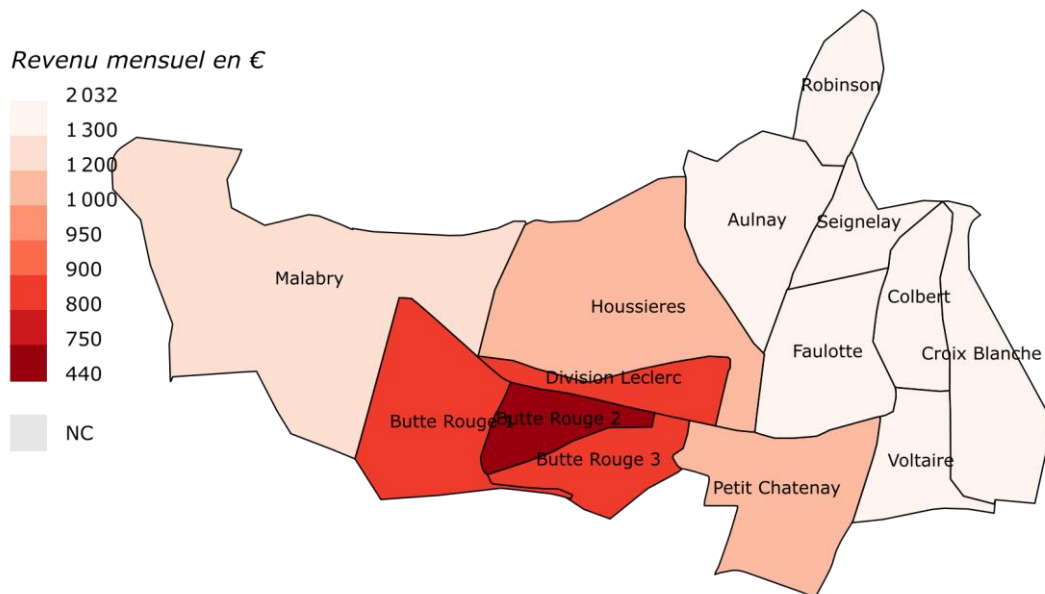 Revenu mensuel en €
2 032
1 300
1 200
1 000
950
900
800
750
440
NC
Robinson
Aulnay
Seignelay
Malabry
Colbert
Houssieres
Faulotte
Croix Blanche
Division Leclerc
Butte Rouge 1
Butte Rouge 2
Butte Rouge 3
Voltaire
Petit Chatenay